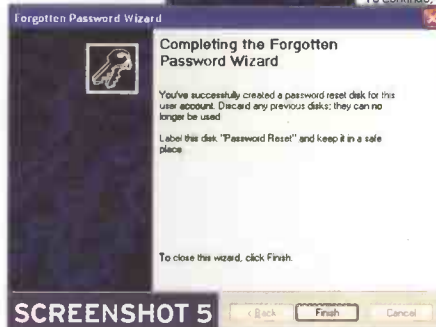 To Continue,
Forgotten Password Wizard
Completing the Forgotten
Password Wizard
You've successfully created a password reset disk for this
user account. Discard any previous disks; they can no
longer be used.
Label this disk "Password Reset" and keep it in a safe
place.
To close this wizard, click Finish.
SCREENSHOT 5
< Back
Finish
Cancel